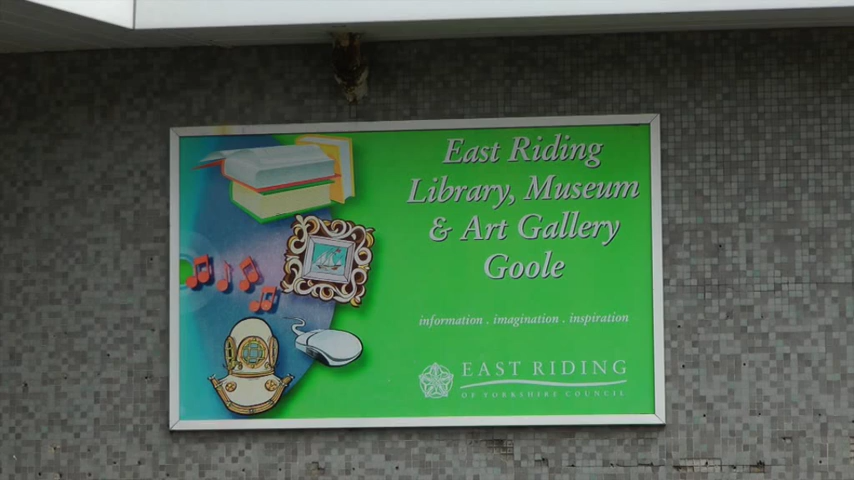 East Riding
Library, Museum
& Art Gallery
Goole
information . imagination . inspiration
EAST RIDING
OF YORKSHIRE COUNCIL